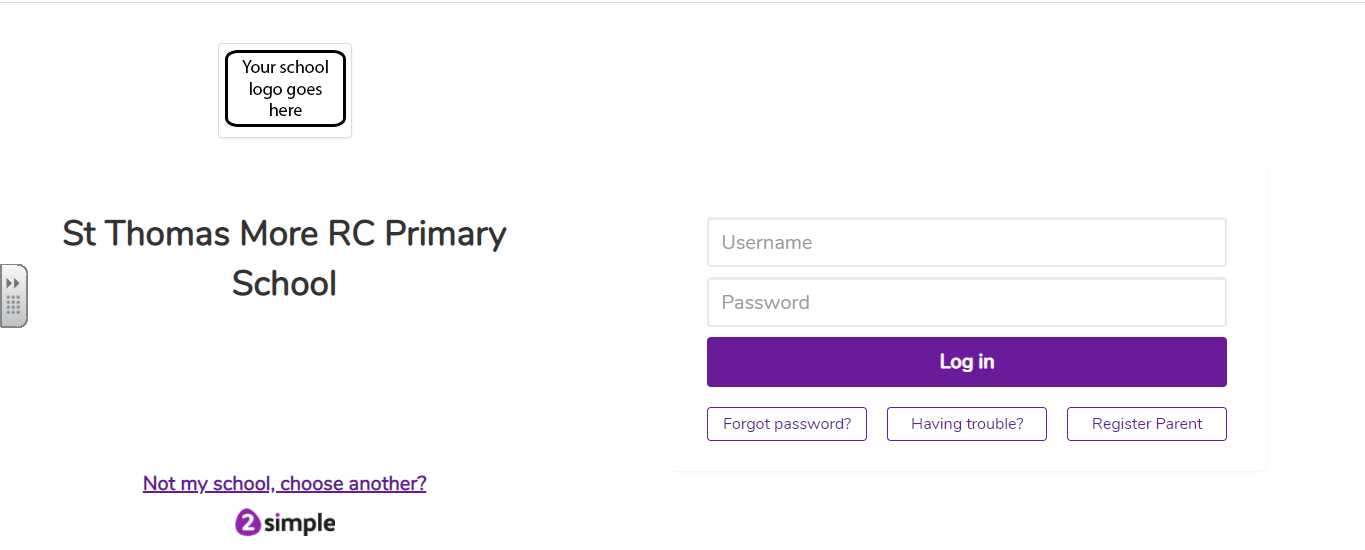 Your school
logo goes
here
St Thomas More RC Primary
School
Username
Password
Log in
Forgot password?
Having trouble?
Register Parent
Not my school, choose another?
2simple